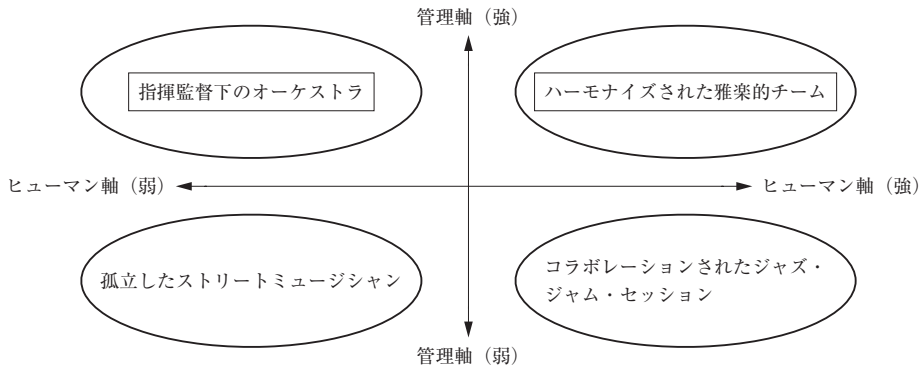 管理軸（強）
指揮監督下のオーケストラ
ハーモナイズされた雅楽的チーム
ヒューマン軸（弱）
ヒューマン軸（強）
孤立したストリートミュージシャン
コラボレーションされたジャズ・
ジャム・セッション
管理軸（弱）